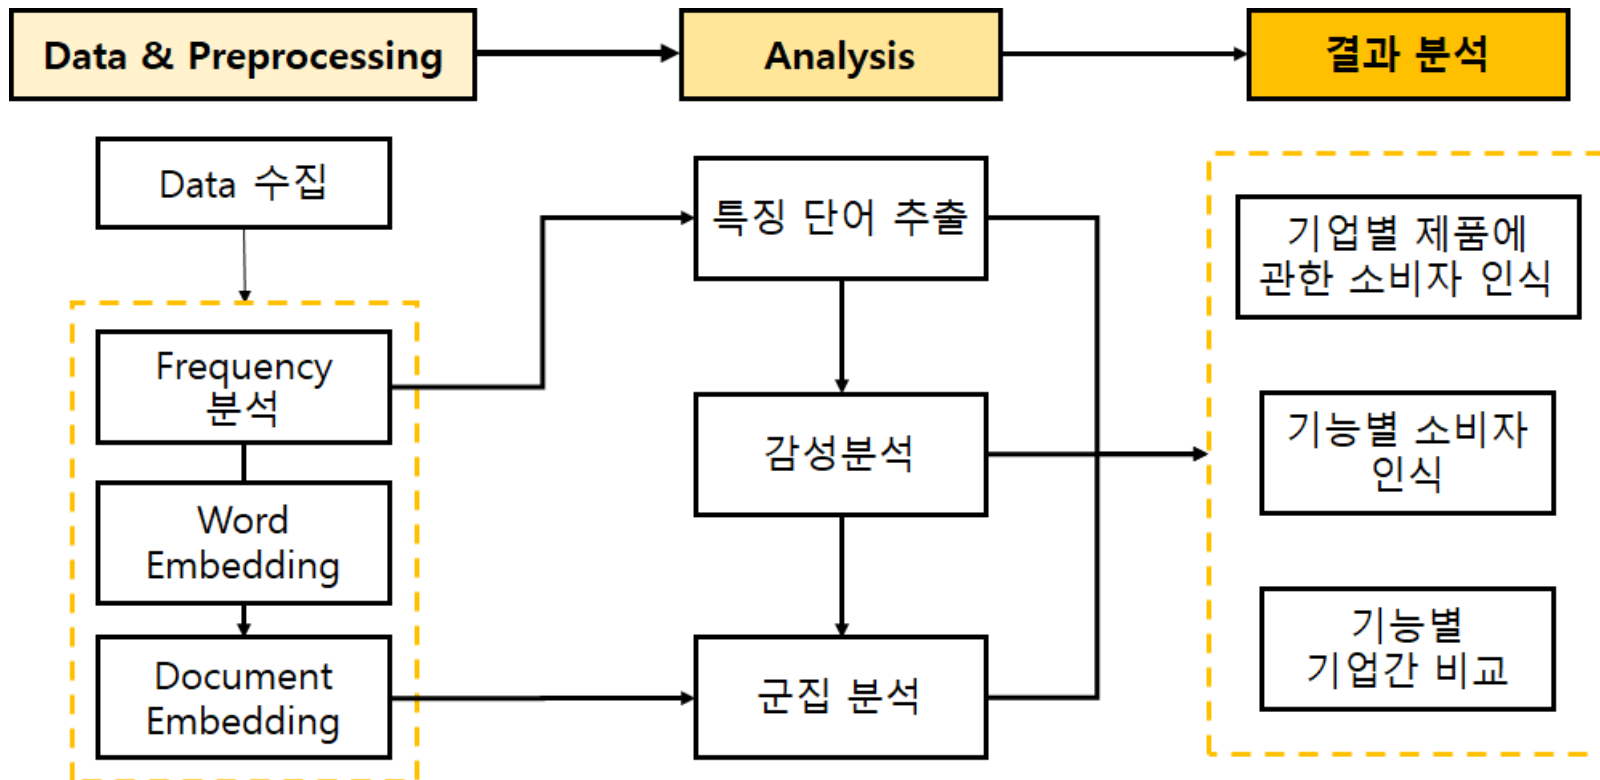 Data & Preprocessing
Analysis
결과 분석
Data 수집
Frequency
분석
Word
Embedding
Document
Embedding
특징 단어 추출
감성분석
군집 분석
기업별 제품에
관한 소비자 인식
기능별 소비자
인식
기능별
기업간 비교